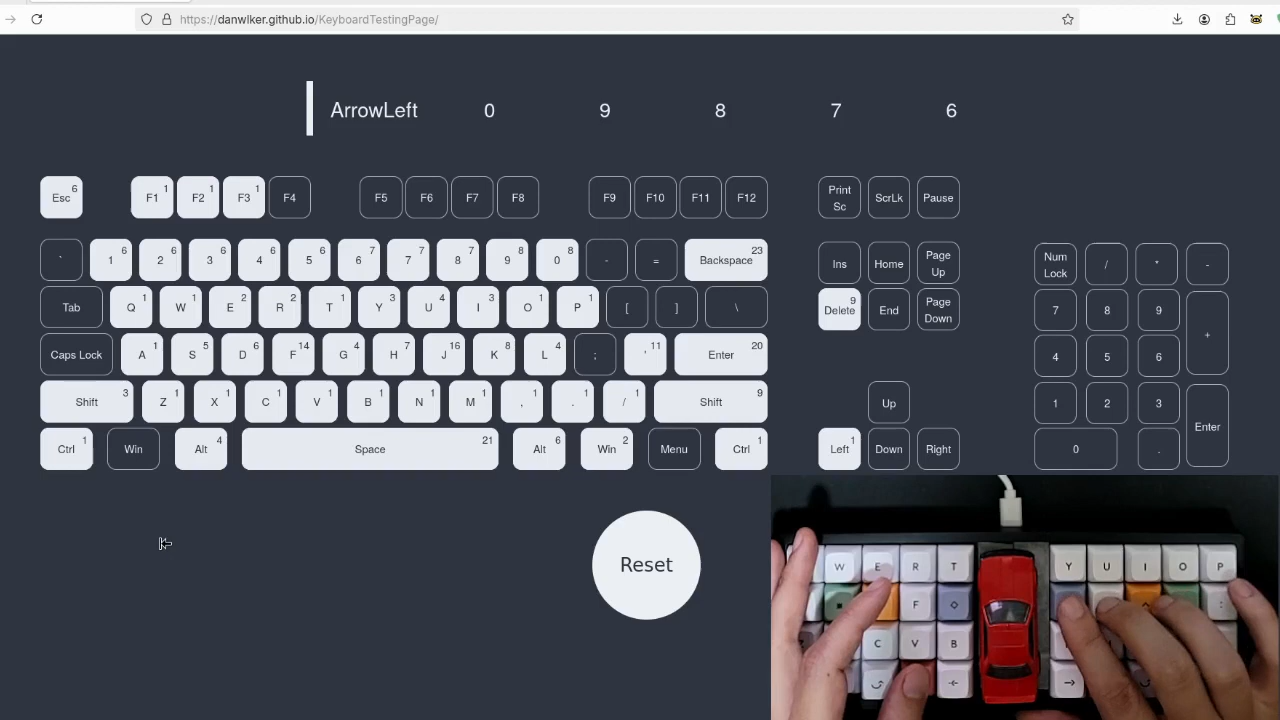 https://danwlker.github.io/KeyboardTestingPage/
ArrowLeft 0 9 8 7 6
Esc 6 F1 1 F2 1 F3 1 F4 F5 F6 F7 F8 F9 F10 F11 F12 Print Sc ScrLk Pause
` 1 6 2 6 3 6 4 6 5 6 6 7 7 7 8 7 9 8 0 8 - = Backspace 23 Ins Home Page Up Num Lock / * -
Tab Q 1 W 1 E 2 R 2 T 1 Y 3 U 4 I 3 O 1 P 1 [ ] \ Delete 9 End Page Down 7 8 9 +
Caps Lock A 1 S 5 D 6 F 14 G 4 H 7 J 16 K 8 L 4 ; ' 11 Enter 20 4 5 6
Shift 3 Z 1 X 1 C 1 V 1 B 1 N 1 M 1 , 1 . 1 / 1 Shift 9 Up 1 2 3 Enter
Ctrl 1 Win Alt 4 Space 21 Alt 6 Win 2 Menu Ctrl 1 Left 1 Down Right 0 .
Reset
W E R T Y U I O P
F :
C V B